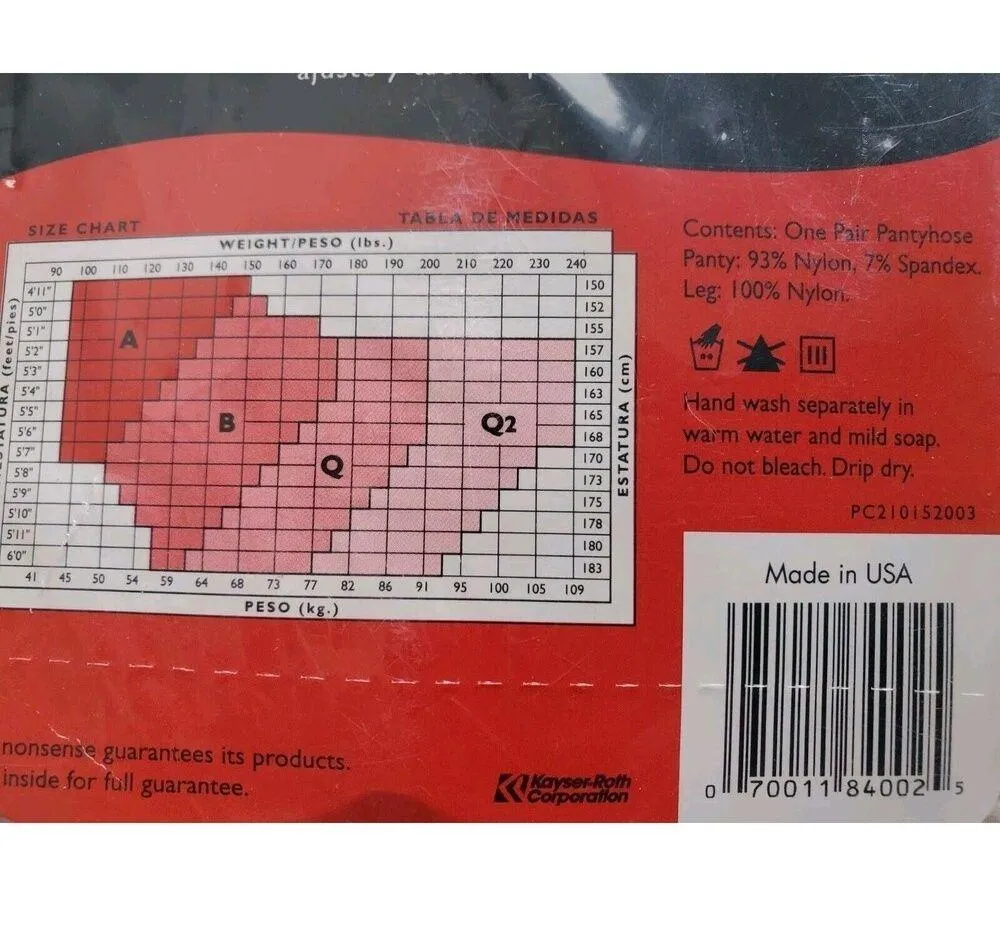 SIZE CHART
TABLA DE MEDIDAS
WEIGHT/PESO (lbs.)
90 100 110 120 130 140 150 160 170 180 190 200 210 220 230 240
4'11" 150
5'0" 152
5'1" 155
5'2" 157
5'3" 160
5'4" 163
5'5" 165
5'6" 168
5'7" 170
5'8" 173
5'9" 175
5'10" 178
5'11" 180
6'0" 183
A
B
Q
Q2
41 45 50 54 59 64 68 73 77 82 86 91 95 100 105 109
PESO (kg.)
ESTATURA (feet/pies)
ESTATURA (cm)
Contents: One Pair Pantyhose
Panty: 93% Nylon, 7% Spandex.
Leg: 100% Nylon.
Hand wash separately in
warm water and mild soap.
Do not bleach. Drip dry.
PC210152003
Made in USA
0 70011 84002 5
nonsense guarantees its products.
inside for full guarantee.
Kayser-Roth
Corporation